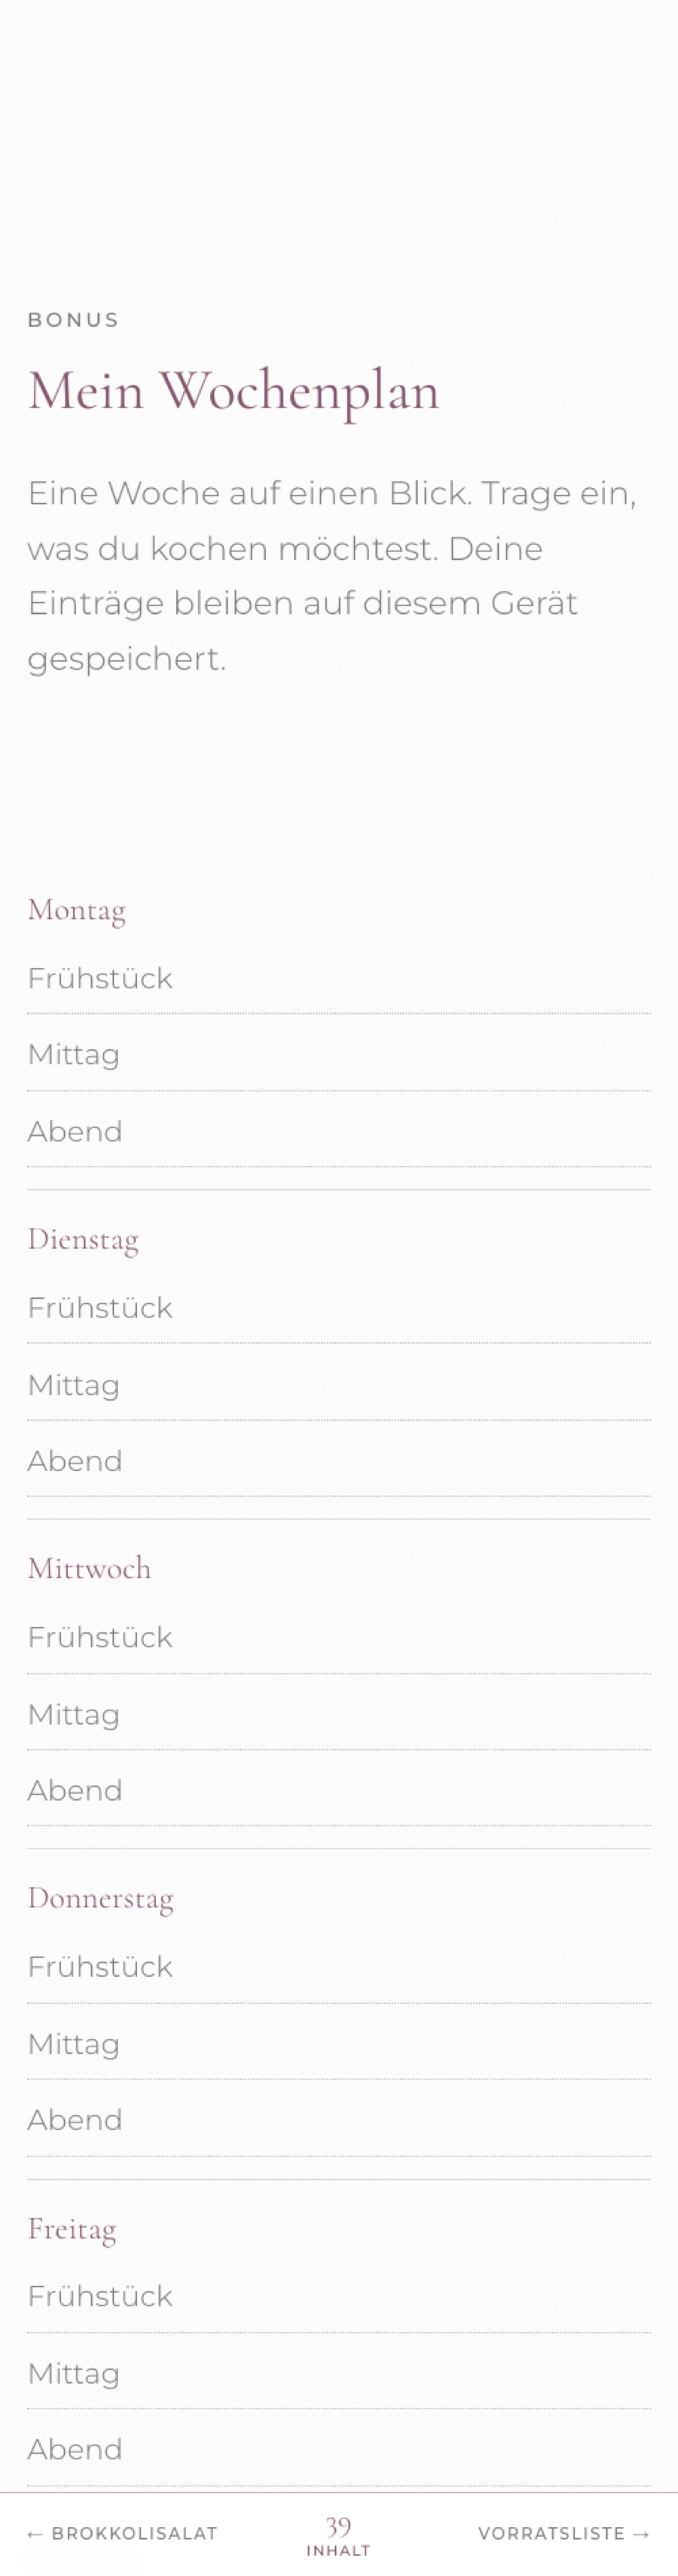 BONUS
Mein Wochenplan
Eine Woche auf einen Blick. Trage ein,
was du kochen möchtest. Deine
Einträge bleiben auf diesem Gerät
gespeichert.
Montag
Frühstück
Mittag
Abend
Dienstag
Frühstück
Mittag
Abend
Mittwoch
Frühstück
Mittag
Abend
Donnerstag
Frühstück
Mittag
Abend
Freitag
Frühstück
Mittag
Abend
← BROKKOLISALAT
39
INHALT
VORRATSLISTE →